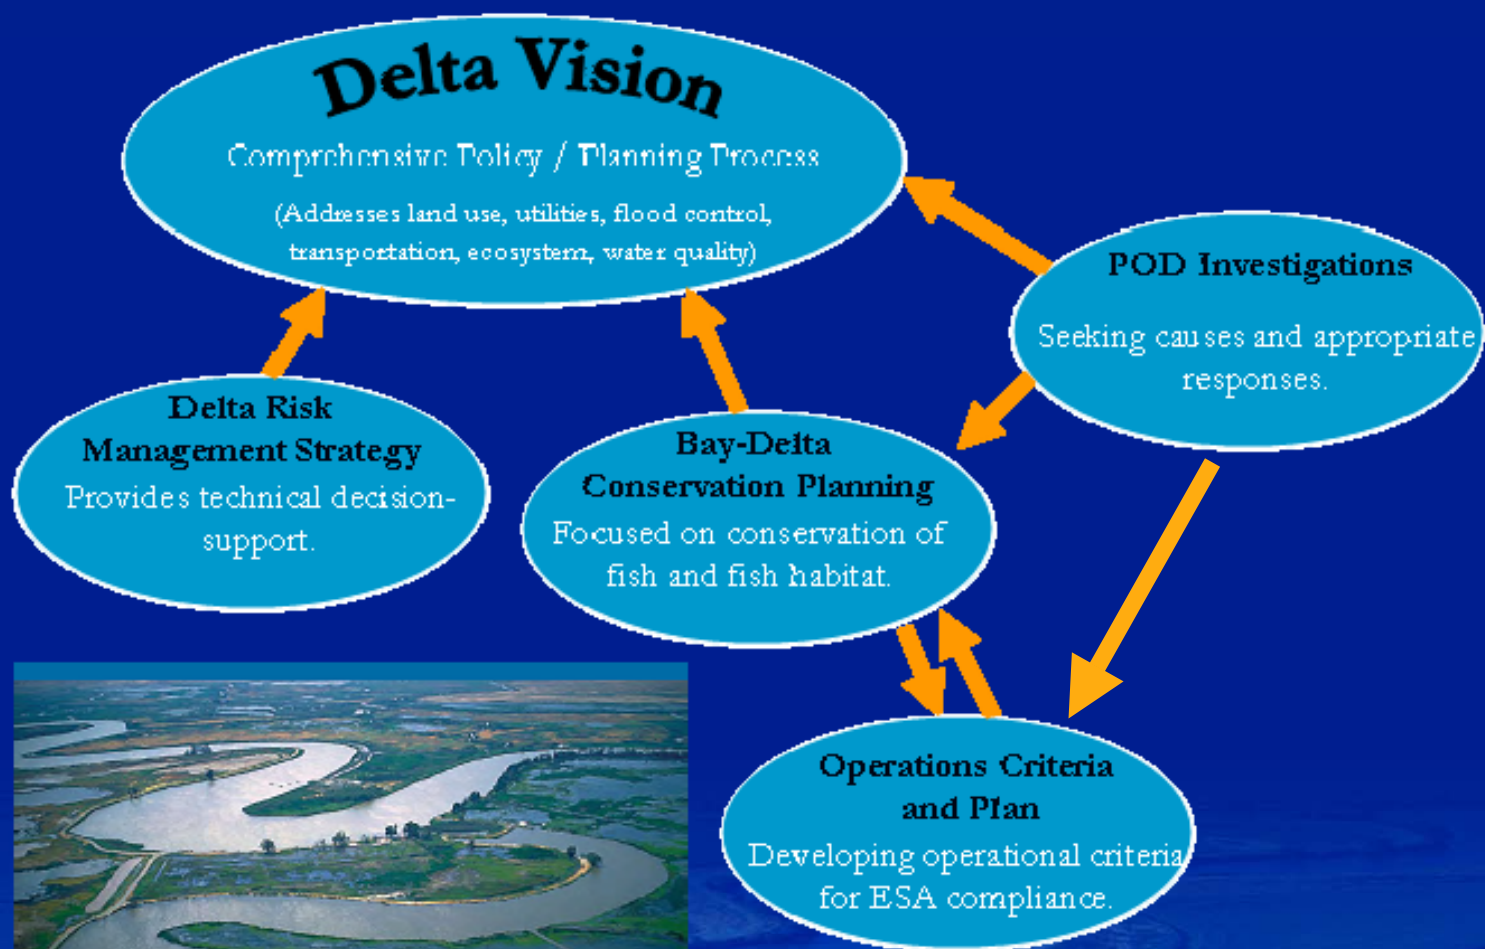 Delta Vision
Comprehensive Policy / Planning Process
(Addresses land use, utilities, flood control,
transportation, ecosystem, water quality)
POD Investigations
Seeking causes and appropriate
responses.
Delta Risk
Management Strategy
Provides technical decision-
support.
Bay-Delta
Conservation Planning
Focused on conservation of
fish and fish habitat.
Operations Criteria
and Plan
Developing operational criteria
for ESA compliance.